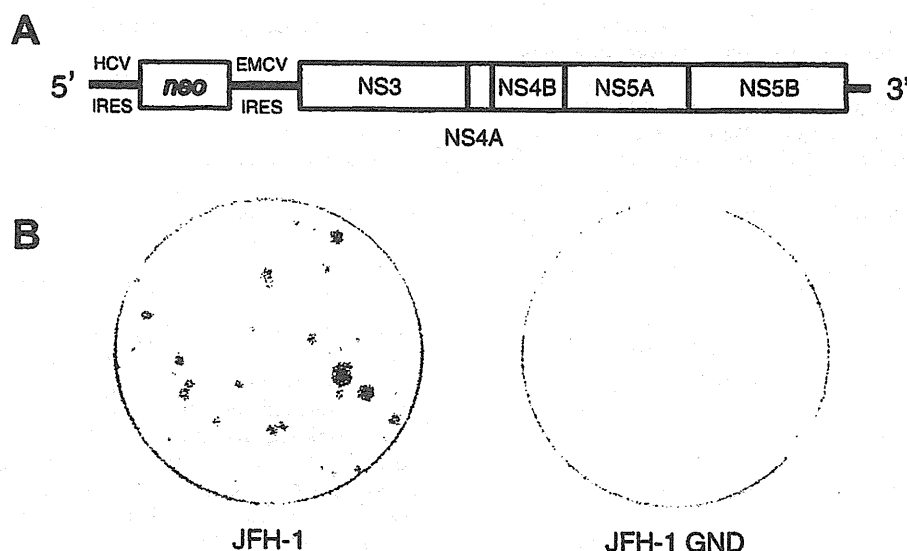 A
HCV EMCV
5' neo NS3 NS4B NS5A NS5B 3'
IRES IRES
NS4A
B
JFH-1 JFH-1 GND